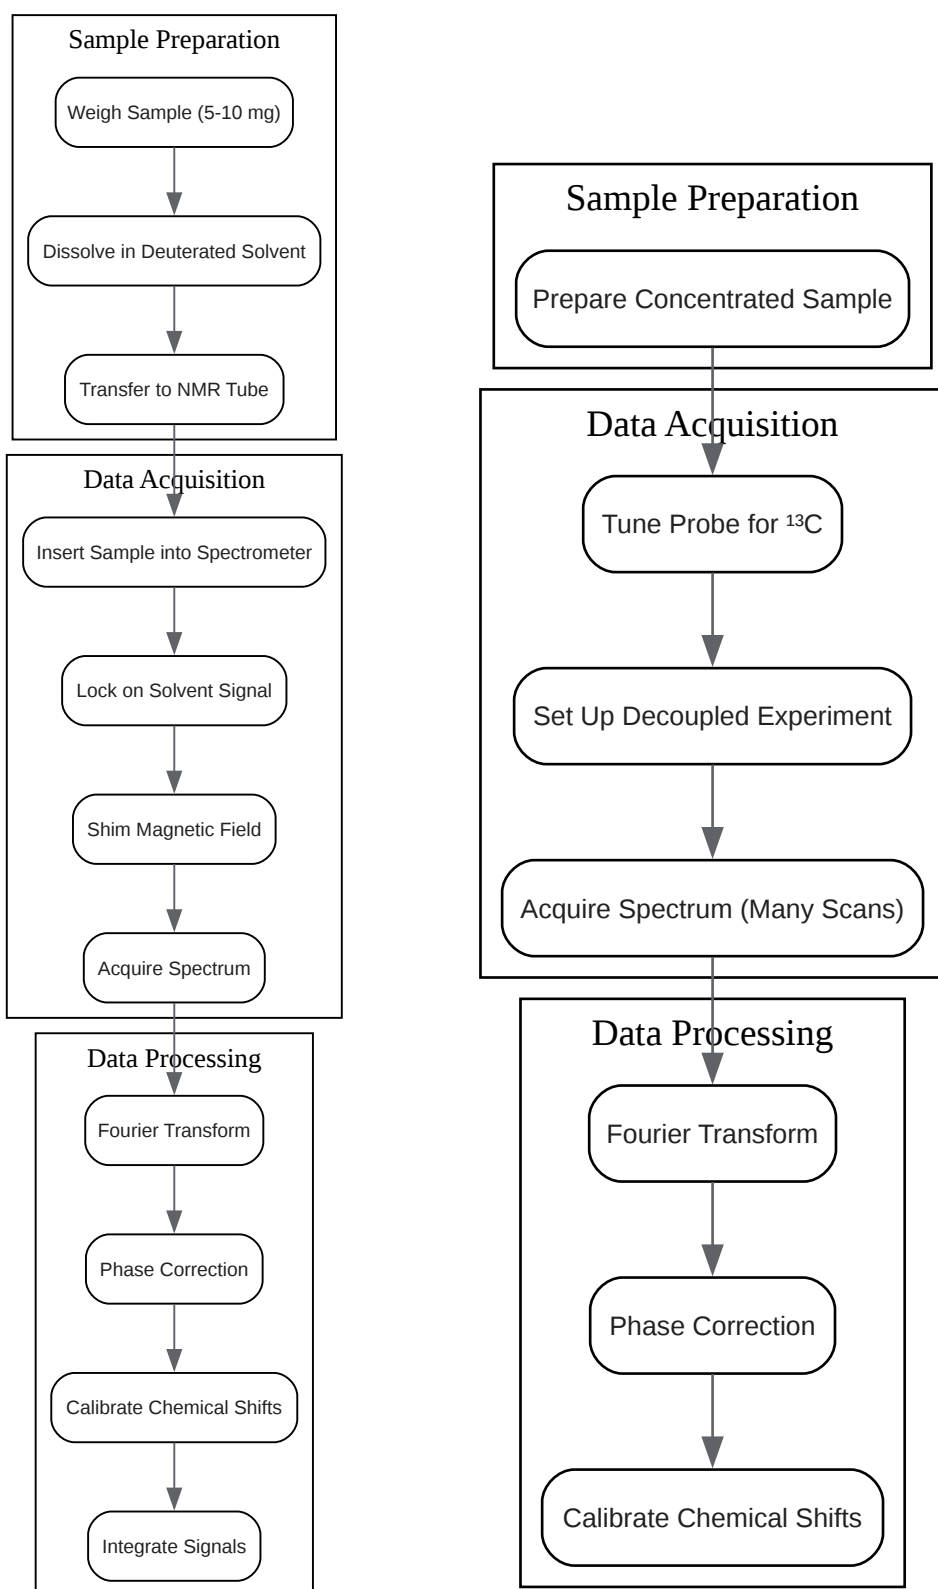 Sample Preparation
Weigh Sample (5-10 mg)
Dissolve in Deuterated Solvent
Transfer to NMR Tube
Data Acquisition
Insert Sample into Spectrometer
Lock on Solvent Signal
Shim Magnetic Field
Acquire Spectrum
Data Processing
Fourier Transform
Phase Correction
Calibrate Chemical Shifts
Integrate Signals
Sample Preparation
Prepare Concentrated Sample
Data Acquisition
Tune Probe for ¹³C
Set Up Decoupled Experiment
Acquire Spectrum (Many Scans)
Data Processing
Fourier Transform
Phase Correction
Calibrate Chemical Shifts